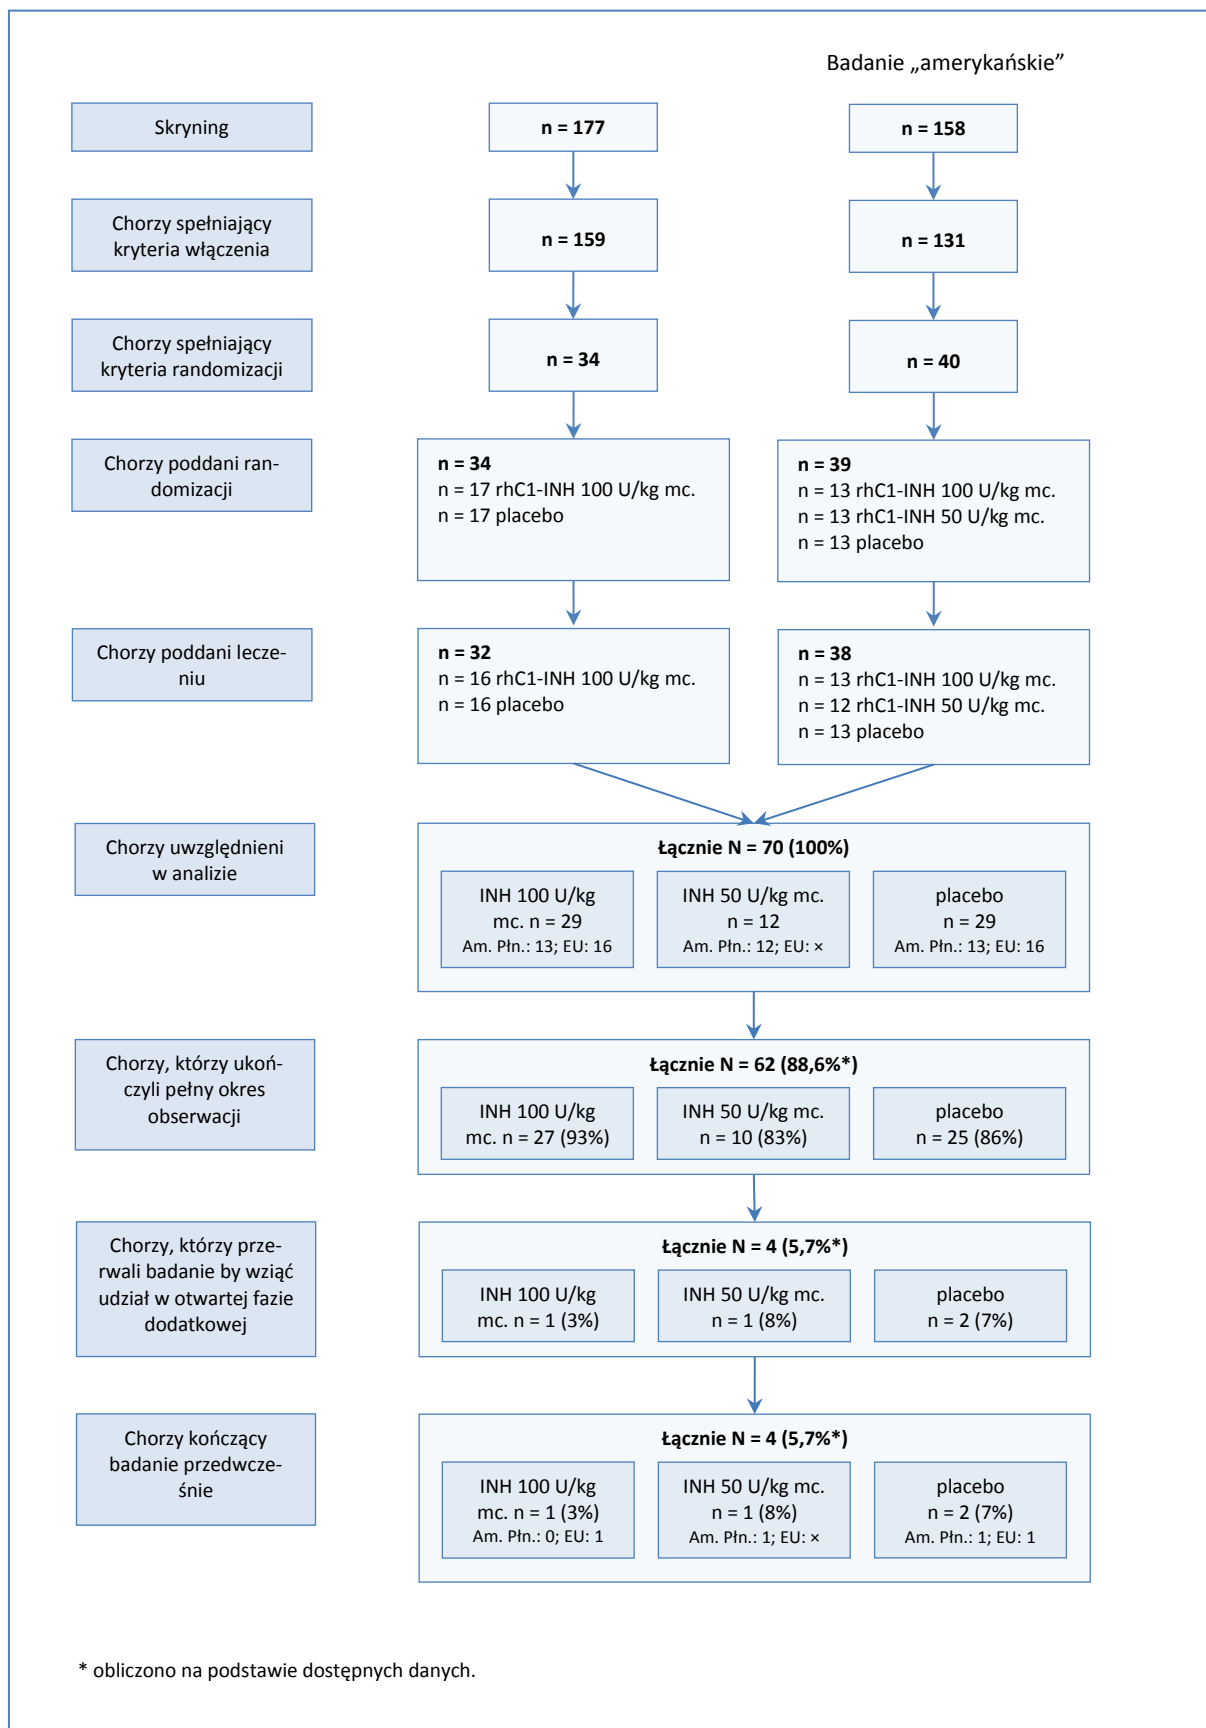 Badanie „amerykańskie”
Skryning
n = 177
n = 158
Chorzy spełniający
kryteria włączenia
n = 159
n = 131
Chorzy spełniający
kryteria randomizacji
n = 34
n = 40
Chorzy poddani ran-
domizacji
n = 34
n = 17 rhC1-INH 100 U/kg mc.
n = 17 placebo
n = 39
n = 13 rhC1-INH 100 U/kg mc.
n = 13 rhC1-INH 50 U/kg mc.
n = 13 placebo
Chorzy poddani lecze-
niu
n = 32
n = 16 rhC1-INH 100 U/kg mc.
n = 16 placebo
n = 38
n = 13 rhC1-INH 100 U/kg mc.
n = 12 rhC1-INH 50 U/kg mc.
n = 13 placebo
Chorzy uwzględnieni
w analizie
Łącznie N = 70 (100%)
INH 100 U/kg
mc. n = 29
Am. Płn.: 13; EU: 16
INH 50 U/kg mc.
n = 12
Am. Płn.: 12; EU: ×
placebo
n = 29
Am. Płn.: 13; EU: 16
Chorzy, którzy ukoń-
czyli pełny okres
obserwacji
Łącznie N = 62 (88,6%*)
INH 100 U/kg
mc. n = 27 (93%)
INH 50 U/kg mc.
n = 10 (83%)
placebo
n = 25 (86%)
Chorzy, którzy prze-
rwali badanie by wziąć
udział w otwartej fazie
dodatkowej
Łącznie N = 4 (5,7%*)
INH 100 U/kg
mc. n = 1 (3%)
INH 50 U/kg mc.
n = 1 (8%)
placebo
n = 2 (7%)
Chorzy kończący
badanie przedwcze-
śnie
Łącznie N = 4 (5,7%*)
INH 100 U/kg
mc. n = 1 (3%)
Am. Płn.: 0; EU: 1
INH 50 U/kg mc.
n = 1 (8%)
Am. Płn.: 1; EU: ×
placebo
n = 2 (7%)
Am. Płn.: 1; EU: 1
* obliczono na podstawie dostępnych danych.